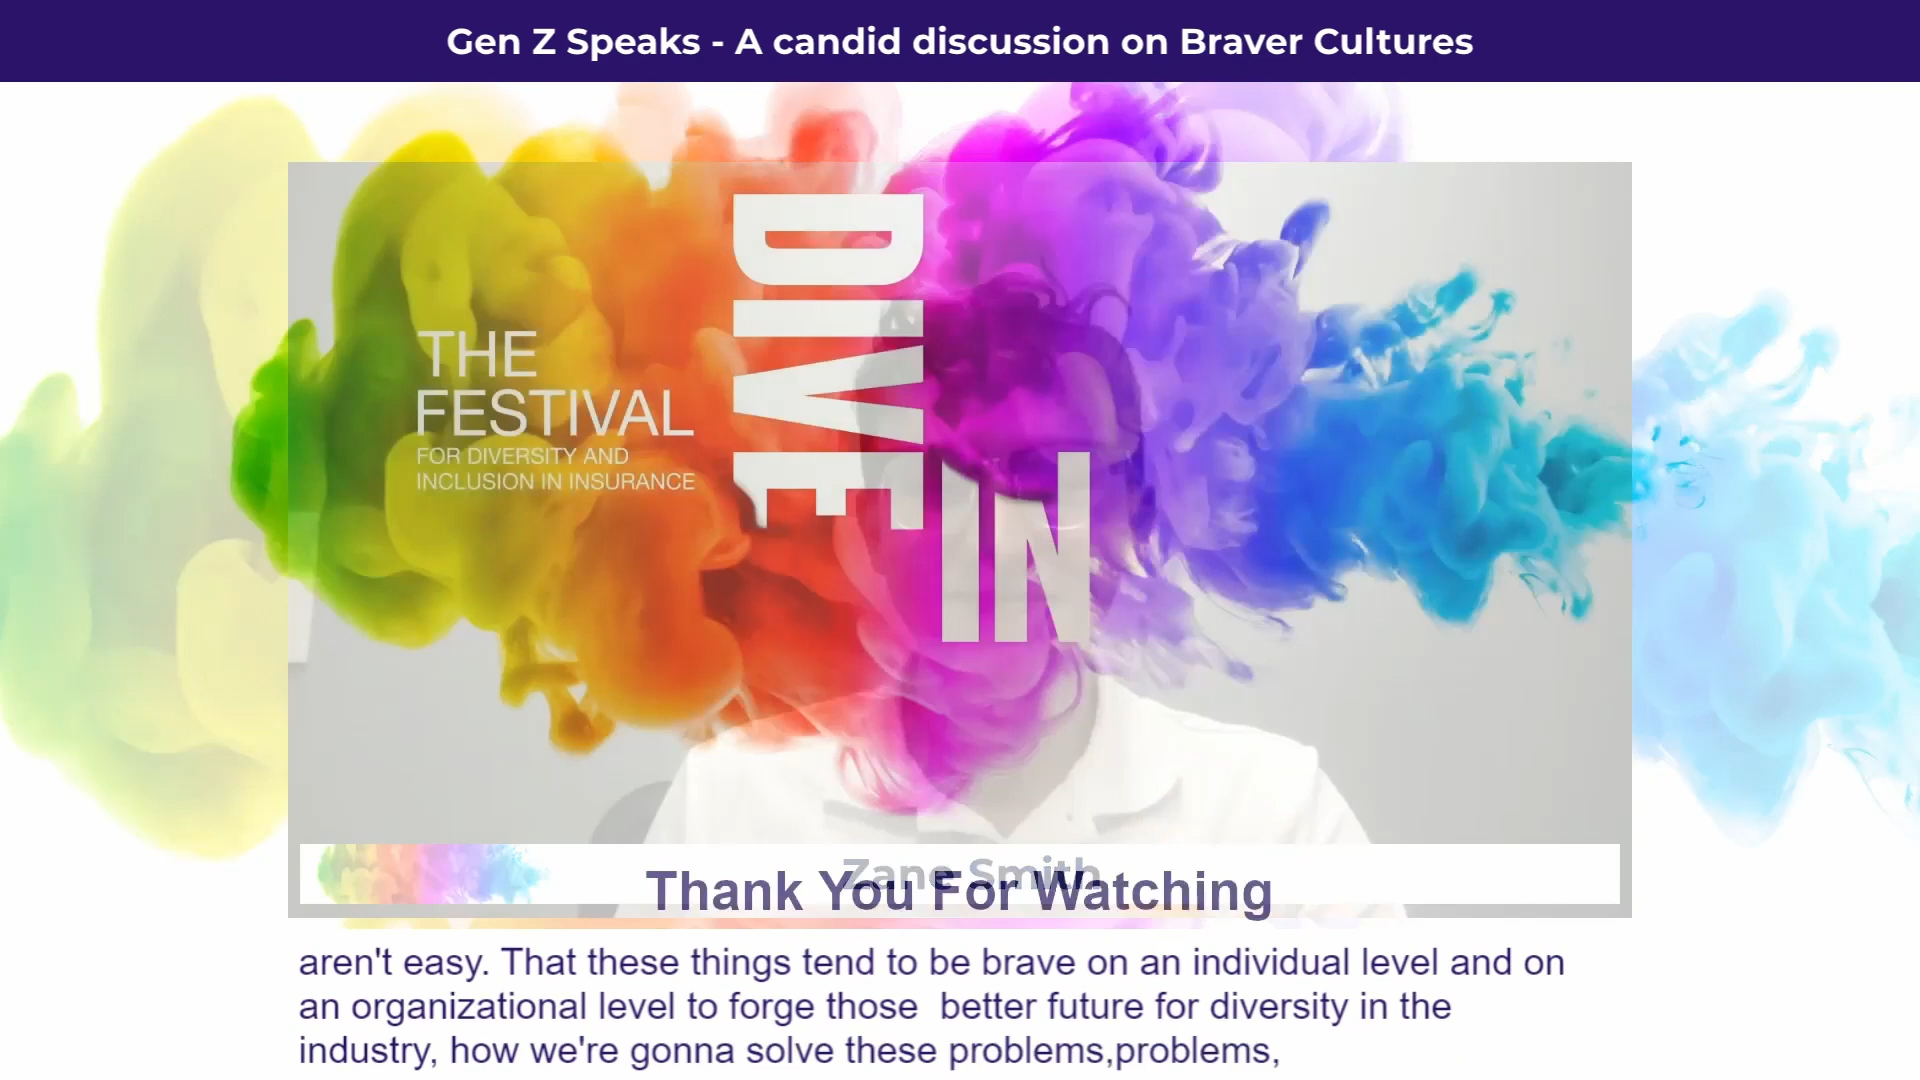 Gen Z Speaks - A candid discussion on Braver Cultures
THE
FESTIVAL
FOR DIVERSITY AND
INCLUSION IN INSURANCE
DIVE
IN
Zane Smith
Thank You For Watching
aren't easy. That these things tend to be brave on an individual level and on
an organizational level to forge those  better future for diversity in the
industry, how we're gonna solve these problems,problems,